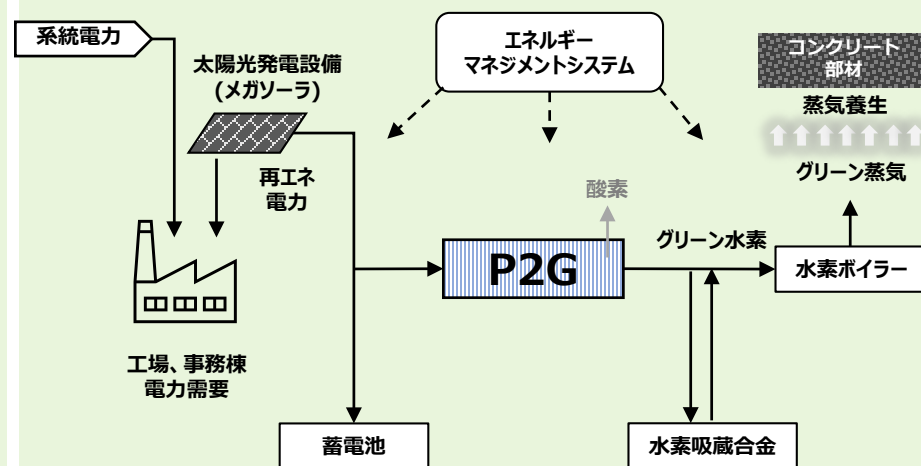 系統電力
エネルギー
マネジメントシステム
コンクリート
部材
太陽光発電設備
(メガソーラ)
蒸気養生
再エネ
電力
酸素
グリーン蒸気
グリーン水素
P2G
水素ボイラー
工場、事務棟
電力需要
蓄電池
水素吸蔵合金